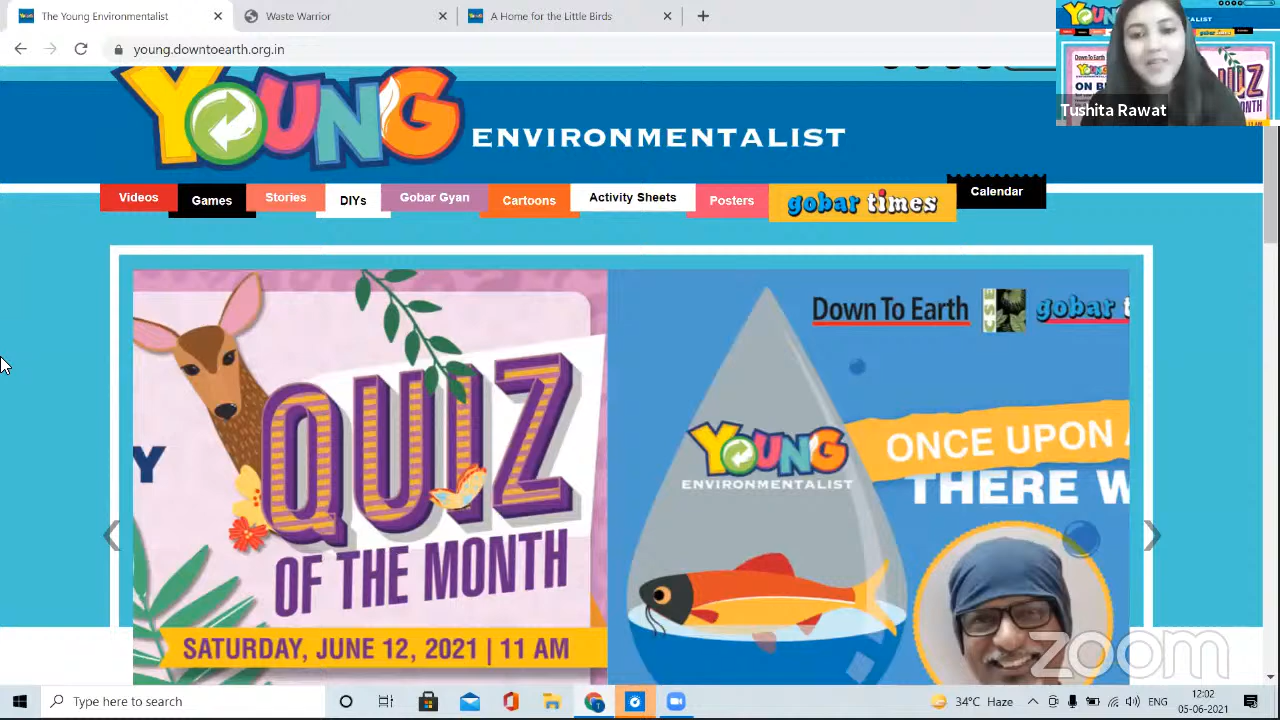 The Young Environmentalist
Waste Warrior
A Home for the Little Birds
young.downtoearth.org.in
Tushita Rawat
YOUNG
ENVIRONMENTALIST
Videos
Games
Stories
DIYs
Gobar Gyan
Cartoons
Activity Sheets
Posters
gobar times
Calendar
Y
QUIZ
OF THE MONTH
SATURDAY, JUNE 12, 2021 | 11 AM
Down To Earth
CSE
gobar t
YOUNG
ENVIRONMENTALIST
ONCE UPON A
THERE W
zoom
Type here to search
34°C Haze
ENG
12:02
05-06-2021